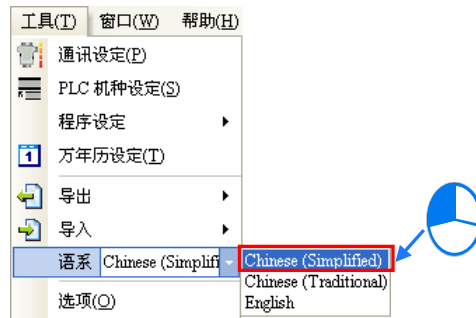 工具(T) 窗口(W) 帮助(H)
通讯设定(P)
PLC 机种设定(S)
程序设定
万年历设定(T)
1
导出
导入
语系 Chinese (Simplifi
Chinese (Simplified)
Chinese (Traditional)
English
选项(O)